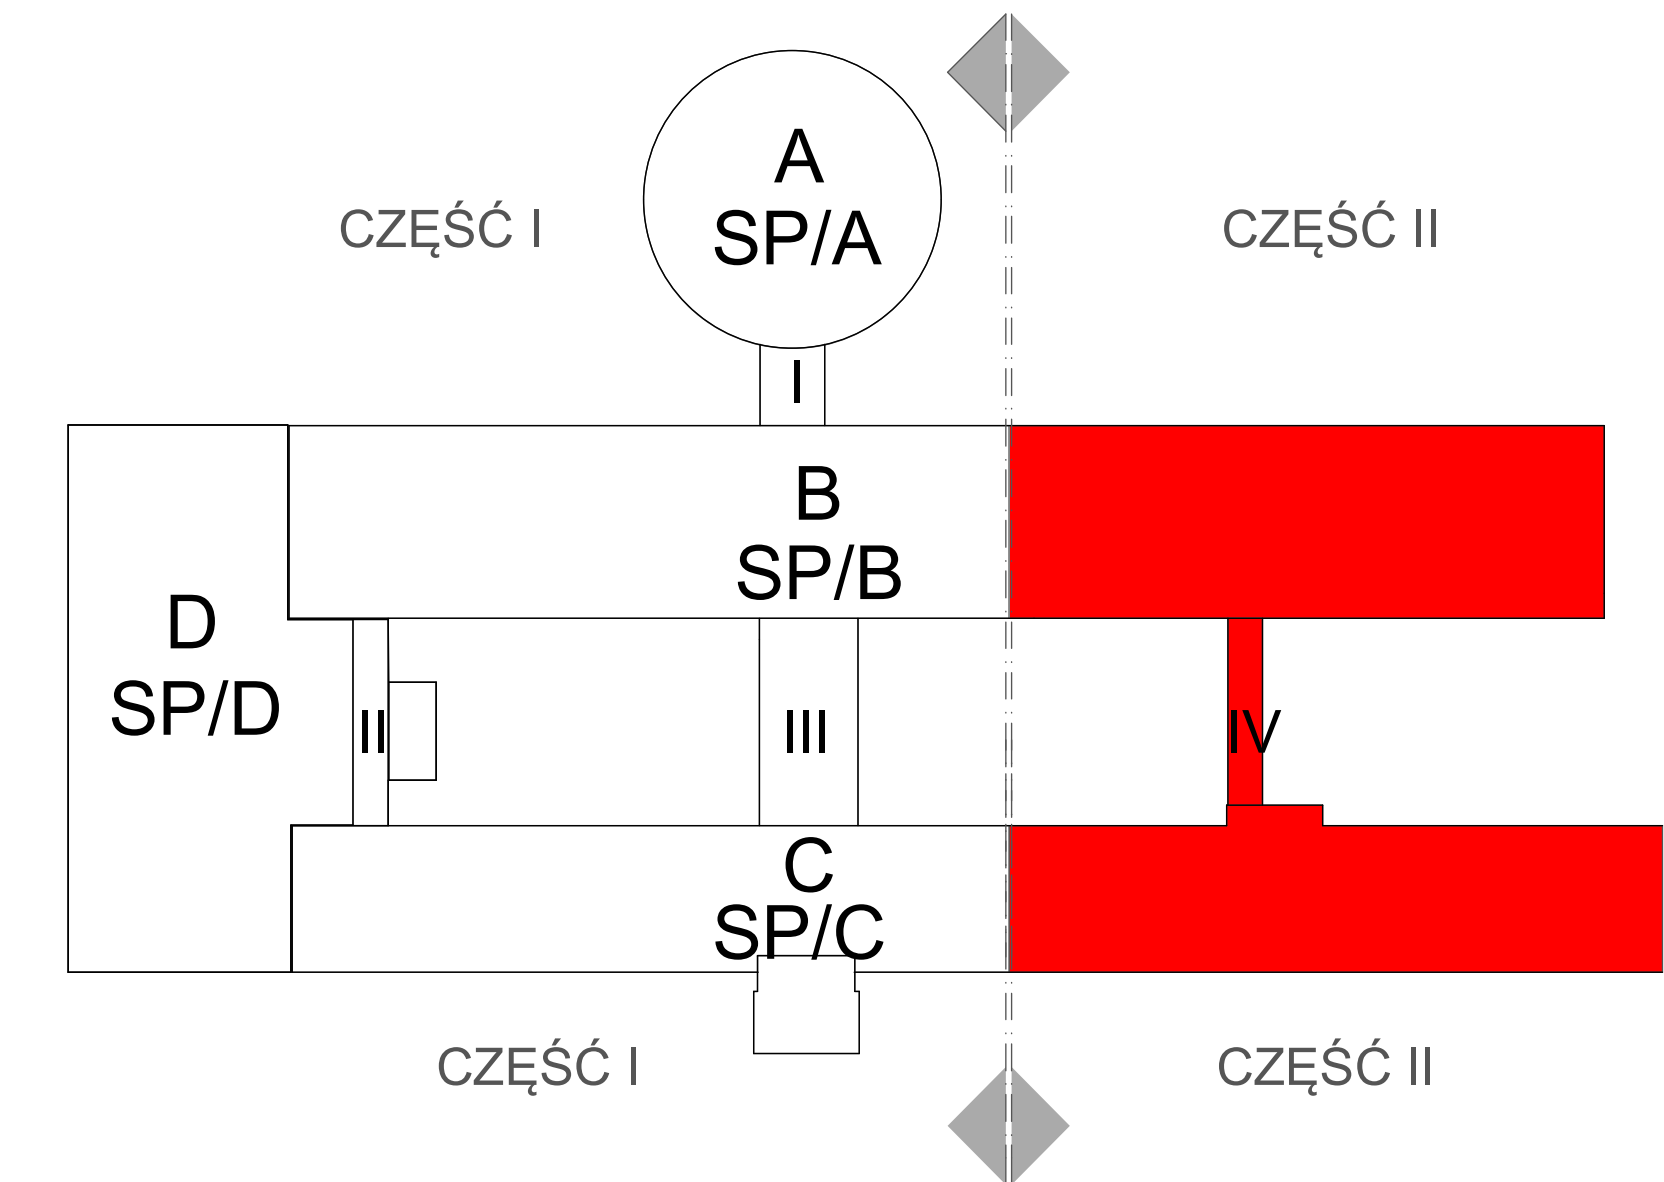 A
SP/A
CZĘŚĆ I
CZĘŚĆ II
I
B
SP/B
D
SP/D
II
III
IV
C
SP/C
CZĘŚĆ I
CZĘŚĆ II